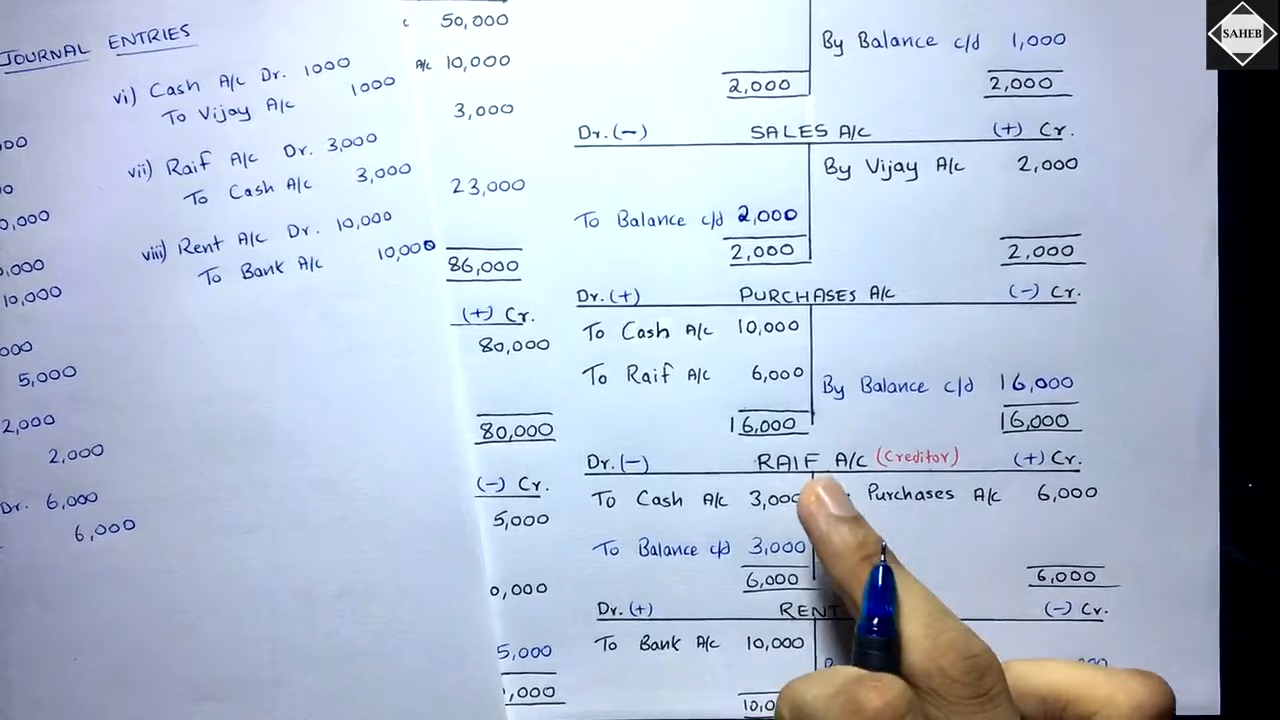 SAHEB
JOURNAL ENTRIES
vi) Cash A/c Dr. 1000
To Vijay A/c 1000
vii) Raif A/c Dr. 3,000
To Cash A/c 3,000
viii) Rent A/c Dr. 10,000
To Bank A/c 10,000
10,000
5,000
2,000
2,000
Dr. 6,000
6,000
50,000
A/c 10,000
3,000
23,000
86,000
(+) Cr.
80,000
80,000
(-) Cr.
5,000
0,000
5,000
,000
By Balance c/d 1,000
2,000 2,000
Dr. (-) SALES A/c (+) Cr.
By Vijay A/c 2,000
To Balance c/d 2,000
2,000 2,000
Dr. (+) PURCHASES A/c (-) Cr.
To Cash A/c 10,000
To Raif A/c 6,000 By Balance c/d 16,000
16,000 16,000
Dr. (-) RAIF A/c (Creditor) (+) Cr.
To Cash A/c 3,000 Purchases A/c 6,000
To Balance c/d 3,000
6,000 6,000
Dr. (+) RENT (-) Cr.
To Bank A/c 10,000